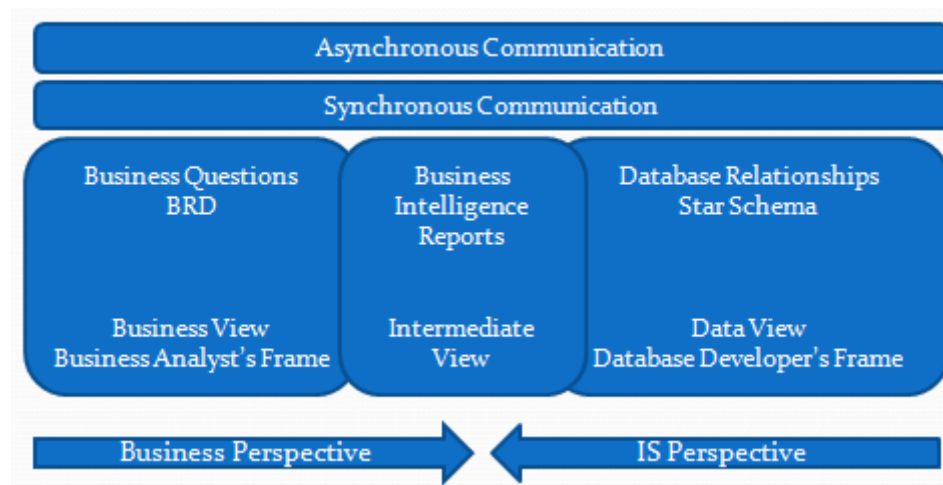 Asynchronous Communication
Synchronous Communication
Business Questions
BRD
Business View
Business Analyst's Frame
Business
Intelligence
Reports
Intermediate
View
Database Relationships
Star Schema
Data View
Database Developer's Frame
Business Perspective
IS Perspective